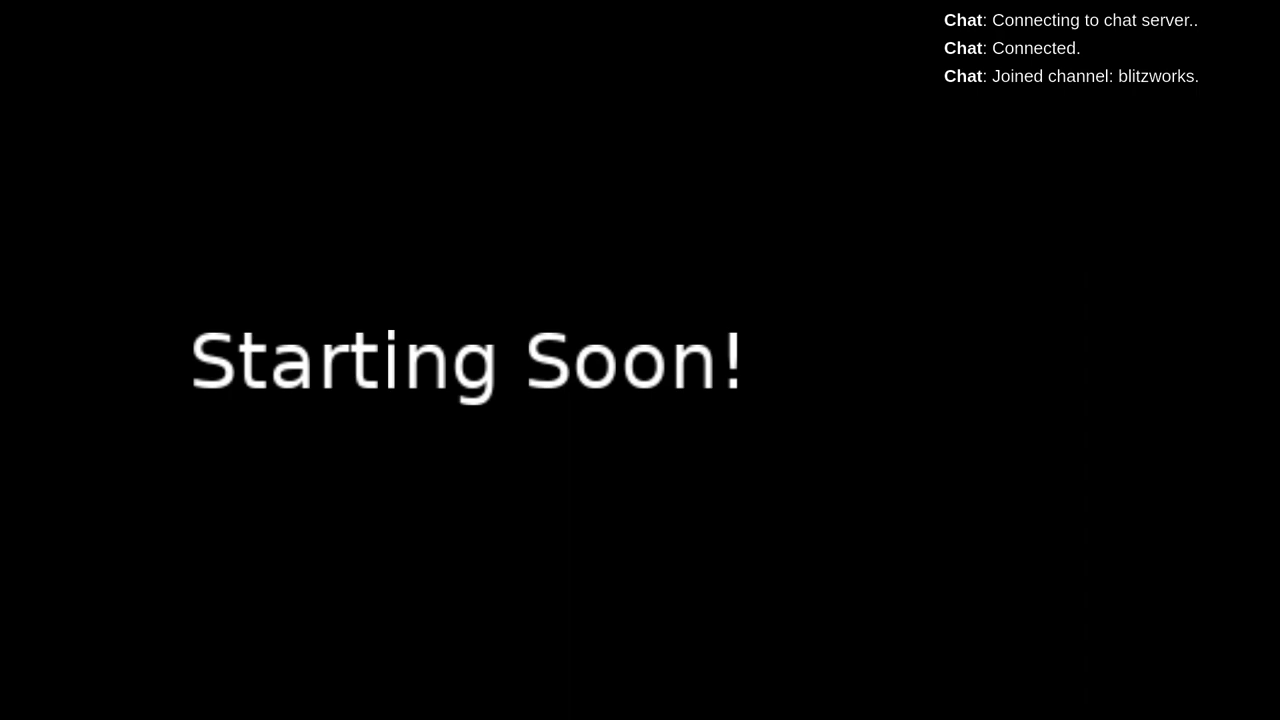 Chat: Connecting to chat server..
Chat: Connected.
Chat: Joined channel: blitzworks.
Starting Soon!